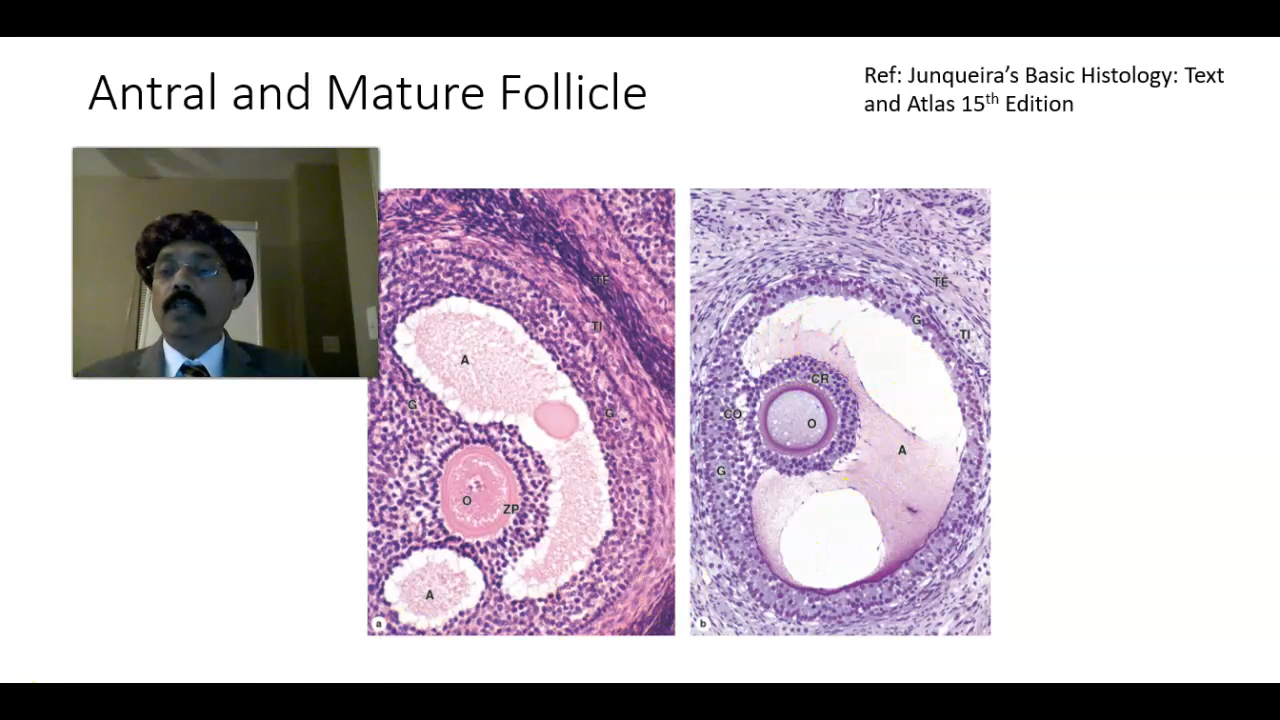 Antral and Mature Follicle
Ref: Junqueira's Basic Histology: Text
and Atlas 15th Edition
TE
TI
A
G
G
O
ZP
A
a
TE
G
TI
CR
CO
O
A
G
b